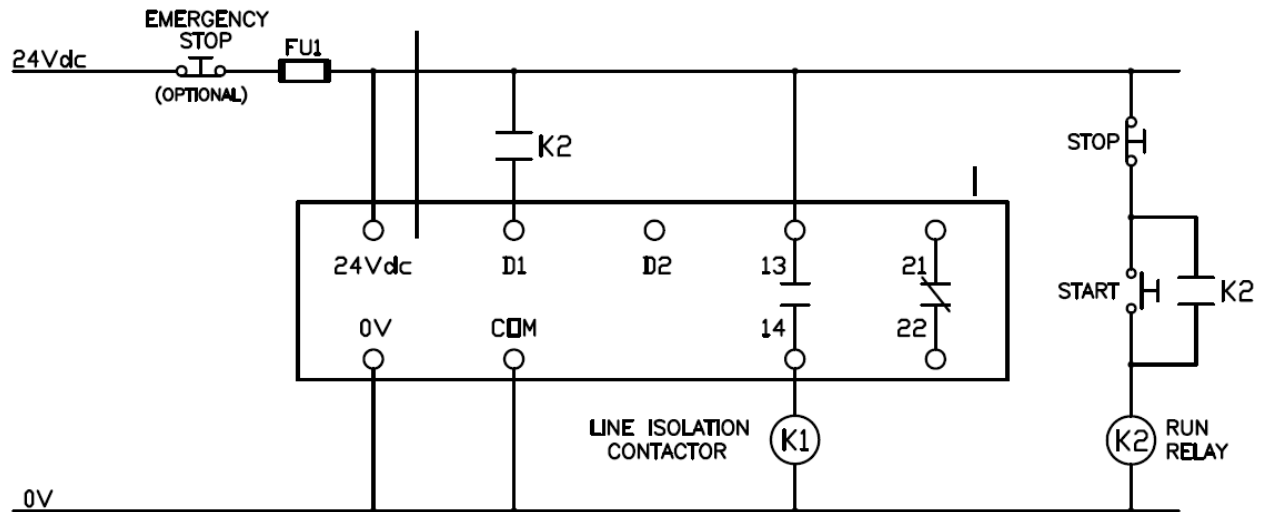 EMERGENCY
STOP
(OPTIONAL)
24Vdc
FU1
K2
STOP
24Vdc
D1
D2
13
21
START
K2
0V
COM
14
22
LINE ISOLATION
CONTACTOR
K1
K2
RUN
RELAY
0V